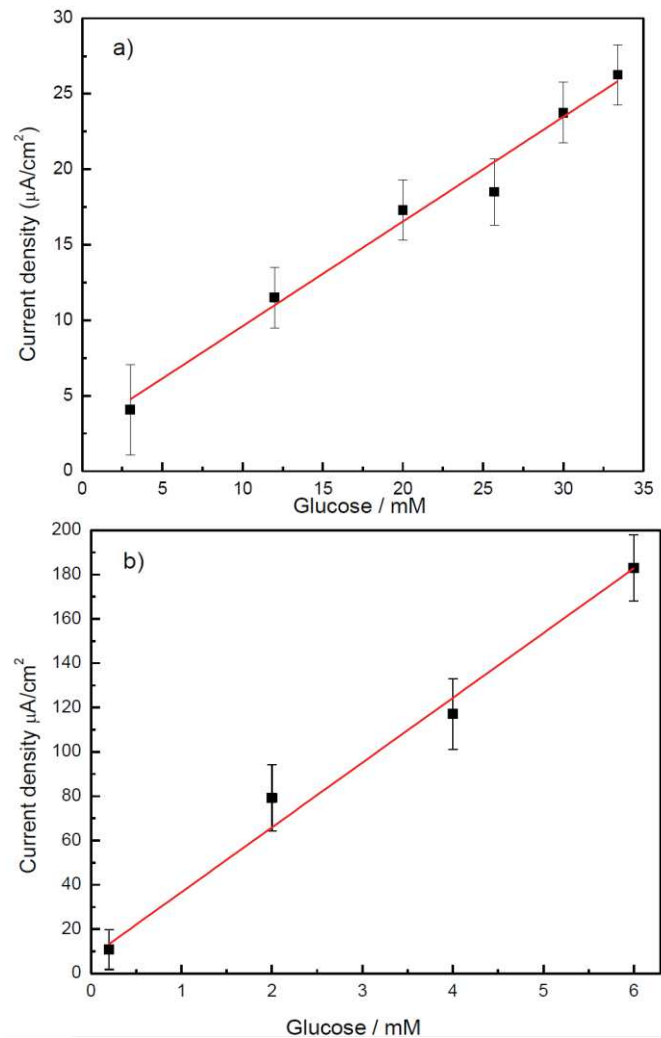 a)
30
25
20
15
10
5
0
Current density (μA/cm²)
0 5 10 15 20 25 30 35
Glucose / mM
b)
200
180
160
140
120
100
80
60
40
20
0
Current density μA/cm²
0 1 2 3 4 5 6
Glucose / mM